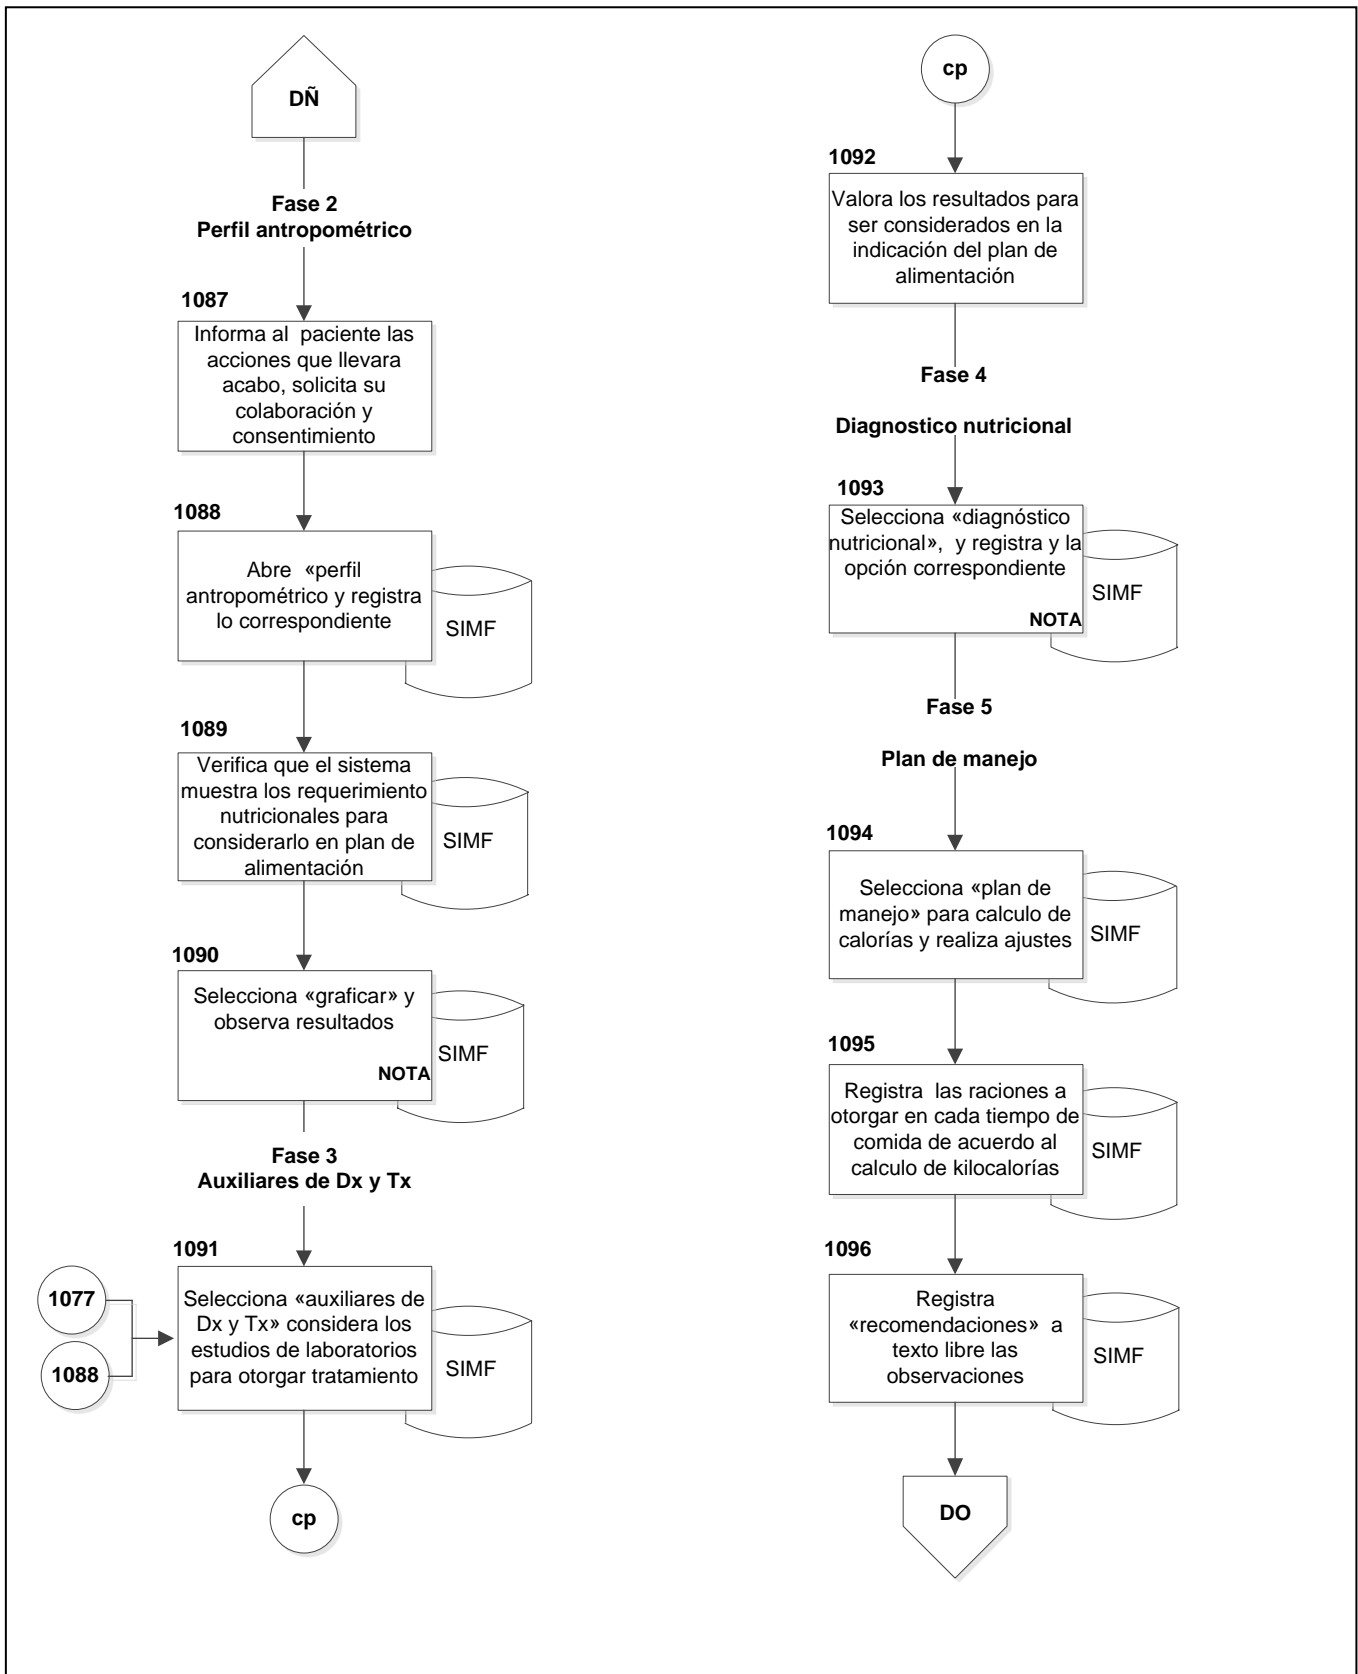 DÑ
Fase 2
Perfil antropométrico
1087
Informa al paciente las
acciones que llevara
acabo, solicita su
colaboración y
consentimiento
1088
Abre «perfil
antropométrico y registra
lo correspondiente
SIMF
1089
Verifica que el sistema
muestra los requerimiento
nutricionales para
considerarlo en plan de
alimentación
SIMF
1090
Selecciona «graficar» y
observa resultados
NOTA
SIMF
Fase 3
Auxiliares de Dx y Tx
1091
1077
1088
Selecciona «auxiliares de
Dx y Tx» considera los
estudios de laboratorios
para otorgar tratamiento
SIMF
cp
cp
1092
Valora los resultados para
ser considerados en la
indicación del plan de
alimentación
Fase 4
Diagnostico nutricional
1093
Selecciona «diagnóstico
nutricional», y registra y la
opción correspondiente
NOTA
SIMF
Fase 5
Plan de manejo
1094
Selecciona «plan de
manejo» para calculo de
calorías y realiza ajustes
SIMF
1095
Registra las raciones a
otorgar en cada tiempo de
comida de acuerdo al
calculo de kilocalorías
SIMF
1096
Registra
«recomendaciones» a
texto libre las
observaciones
SIMF
DO